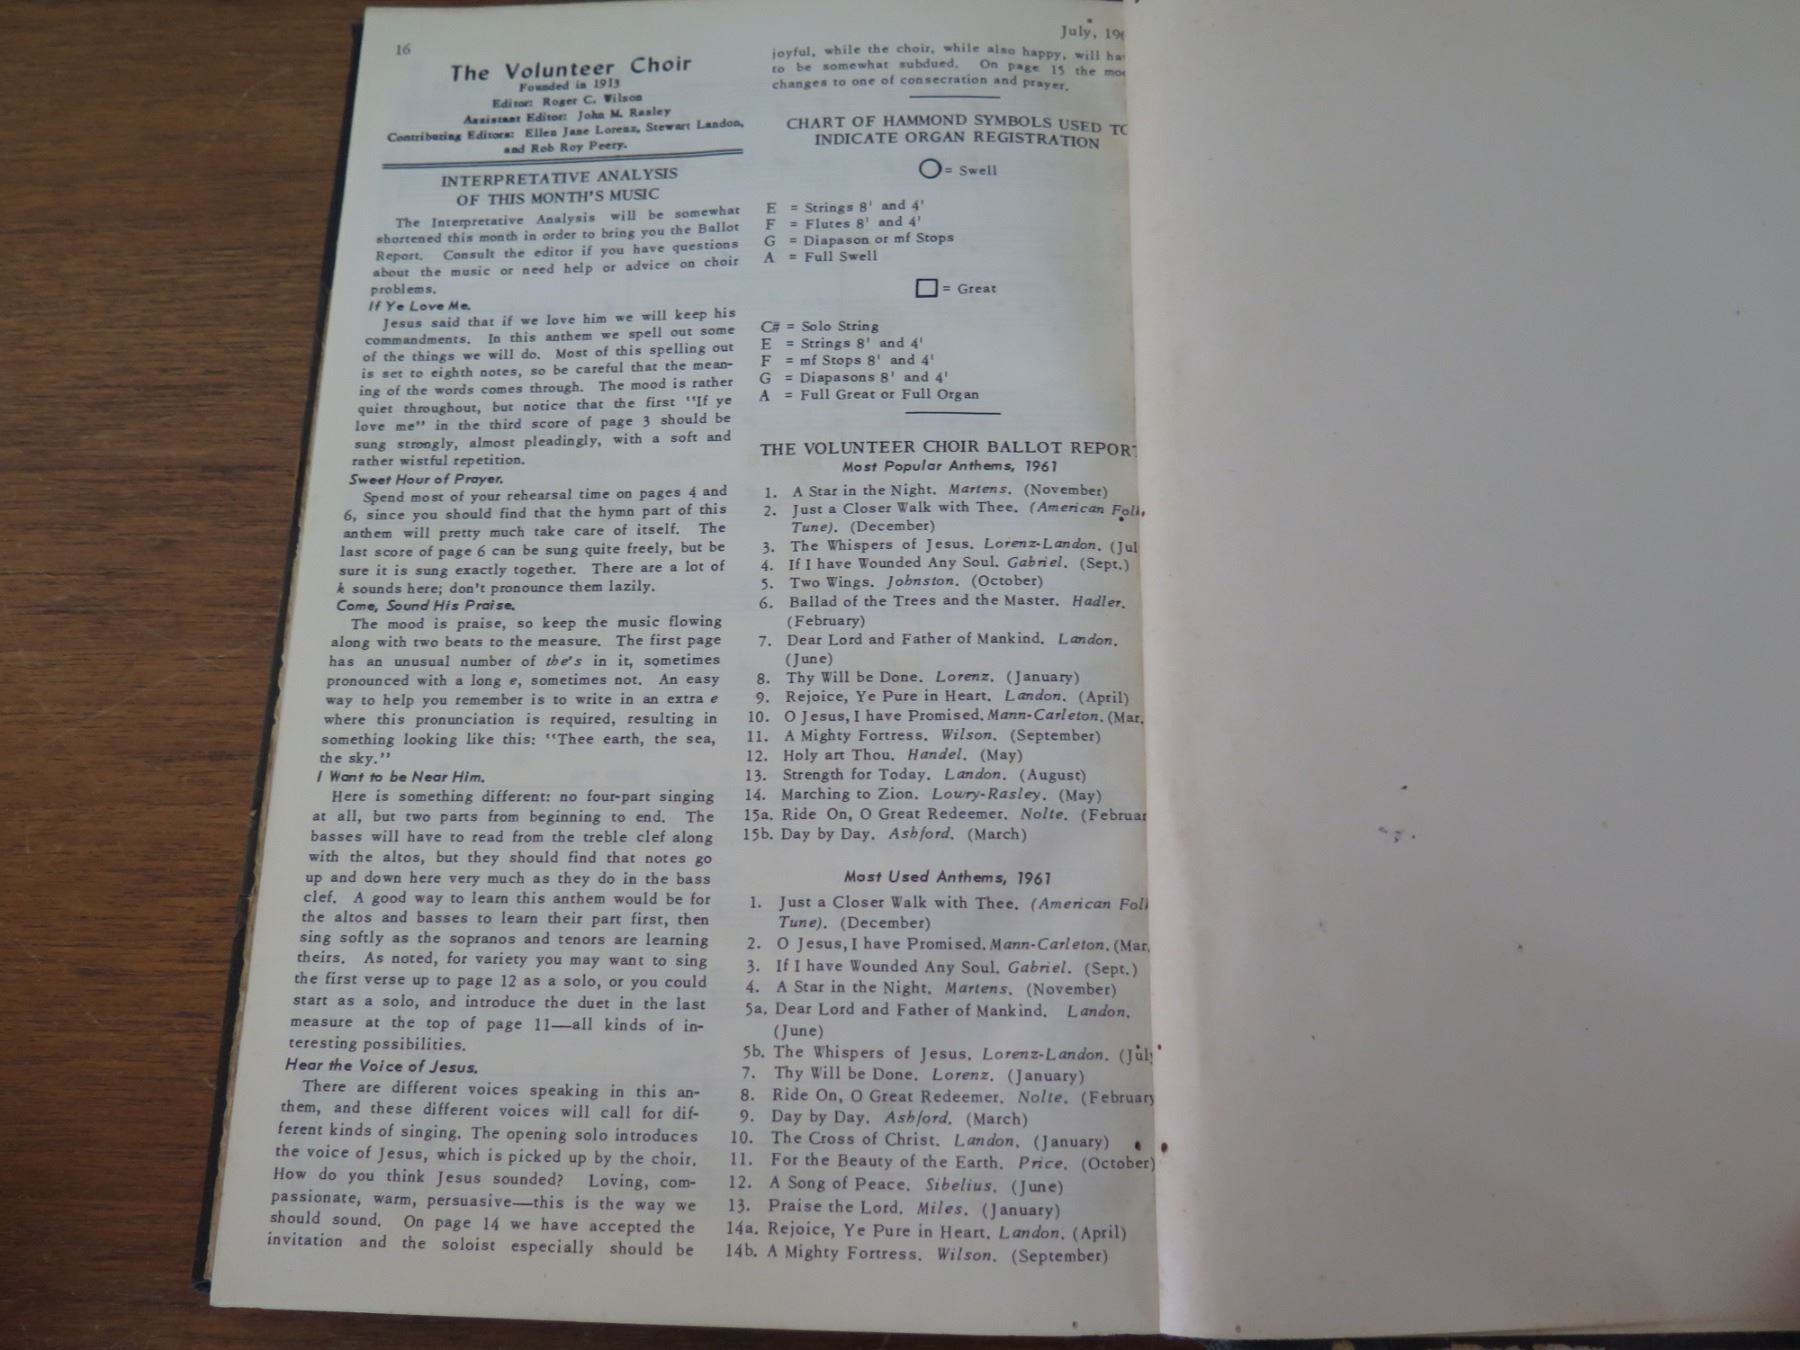 16
The Volunteer Choir
Founded in 1913
Editor: Roger C. Wilson
Assistant Editor: John M. Rasley
Contributing Editors: Ellen Jane Lorenz, Stewart Landon,
and Rob Roy Peery.
INTERPRETATIVE ANALYSIS
OF THIS MONTH'S MUSIC
The Interpretative Analysis will be somewhat
shortened this month in order to bring you the Ballot
Report. Consult the editor if you have questions
about the music or need help or advice on choir
problems.
If Ye Love Me.
Jesus said that if we love him we will keep his
commandments. In this anthem we spell out some
of the things we will do. Most of this spelling out
is set to eighth notes, so be careful that the mean-
ing of the words comes through. The mood is rather
quiet throughout, but notice that the first "If ye
love me" in the third score of page 3 should be
sung strongly, almost pleadingly, with a soft and
rather wistful repetition.
Sweet Hour of Prayer.
Spend most of your rehearsal time on pages 4 and
6, since you should find that the hymn part of this
anthem will pretty much take care of itself. The
last score of page 6 can be sung quite freely, but be
sure it is sung exactly together. There are a lot of
k sounds here; don't pronounce them lazily.
Come, Sound His Praise.
The mood is praise, so keep the music flowing
along with two beats to the measure. The first page
has an unusual number of the's in it, sometimes
pronounced with a long e, sometimes not. An easy
way to help you remember is to write in an extra e
where this pronunciation is required, resulting in
something looking like this: "Thee earth, the sea,
the sky."
I Want to be Near Him.
Here is something different: no four-part singing
at all, but two parts from beginning to end. The
basses will have to read from the treble clef along
with the altos, but they should find that notes go
up and down here very much as they do in the bass
clef. A good way to learn this anthem would be for
the altos and basses to learn their part first, then
sing softly as the sopranos and tenors are learning
theirs. As noted, for variety you may want to sing
the first verse up to page 12 as a solo, or you could
start as a solo, and introduce the duet in the last
measure at the top of page 11—all kinds of in-
teresting possibilities.
Hear the Voice of Jesus.
There are different voices speaking in this an-
them, and these different voices will call for dif-
ferent kinds of singing. The opening solo introduces
the voice of Jesus, which is picked up by the choir.
How do you think Jesus sounded? Loving, com-
passionate, warm, persuasive—this is the way we
should sound. On page 14 we have accepted the
invitation and the soloist especially should be
July, 19
joyful, while the choir, while also happy, will
to be somewhat subdued. On page 15 the
changes to one of consecration and prayer.
CHART OF HAMMOND SYMBOLS USED TO
INDICATE ORGAN REGISTRATION
= Swell
E = Strings 8' and 4'
F = Flutes 8' and 4'
G = Diapason or mf Stops
A = Full Swell
= Great
C# = Solo String
E = Strings 8' and 4'
F = mf Stops 8' and 4'
G = Diapasons 8' and 4'
A = Full Great or Full Organ
THE VOLUNTEER CHOIR BALLOT REPORT
Most Popular Anthems, 1961
1. A Star in the Night. Martens. (November)
2. Just a Closer Walk with Thee. (American Folk
Tune). (December)
3. The Whispers of Jesus. Lorenz-Landon. (Jul
4. If I have Wounded Any Soul. Gabriel. (Sept.)
5. Two Wings. Johnston. (October)
6. Ballad of the Trees and the Master. Hadler.
(February)
7. Dear Lord and Father of Mankind. Landon.
(June)
8. Thy Will be Done. Lorenz. (January)
9. Rejoice, Ye Pure in Heart. Landon. (April)
10. O Jesus, I have Promised. Mann-Carleton. (Mar.
11. A Mighty Fortress. Wilson. (September)
12. Holy art Thou. Handel. (May)
13. Strength for Today. Landon. (August)
14. Marching to Zion. Lowry-Rasley. (May)
15a. Ride On, O Great Redeemer. Nolte. (Februar
15b. Day by Day. Ashford. (March)
Most Used Anthems, 1961
1. Just a Closer Walk with Thee. (American Folk
Tune). (December)
2. O Jesus, I have Promised. Mann-Carleton. (Mar.
3. If I have Wounded Any Soul. Gabriel. (Sept.)
4. A Star in the Night. Martens. (November)
5a. Dear Lord and Father of Mankind. Landon.
(June)
5b. The Whispers of Jesus. Lorenz-Landon. (July
7. Thy Will be Done. Lorenz. (January)
8. Ride On, O Great Redeemer. Nolte. (February
9. Day by Day. Ashford. (March)
10. The Cross of Christ. Landon. (January)
11. For the Beauty of the Earth. Price. (October)
12. A Song of Peace. Sibelius. (June)
13. Praise the Lord. Miles. (January)
14a. Rejoice, Ye Pure in Heart. Landon. (April)
14b. A Mighty Fortress. Wilson. (September)